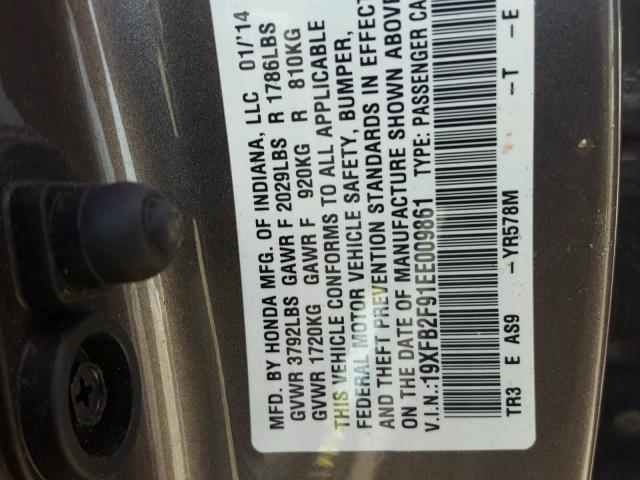 MFD. BY HONDA MFG. OF INDIANA, LLC 01/'14
GVWR 3792LBS GAWR F 2029LBS R 1786LBS
GVWR 1720KG GAWR F 920KG R 810KG
THIS VEHICLE CONFORMS TO ALL APPLICABLE
FEDERAL MOTOR VEHICLE SAFETY, BUMPER,
AND THEFT PREVENTION STANDARDS IN EFFECT
ON THE DATE OF MANUFACTURE SHOWN ABOVE
V.I.N.:19XFB2F91EE009861 TYPE: PASSENGER CA
TR3 E AS9 -YR578M -T -E